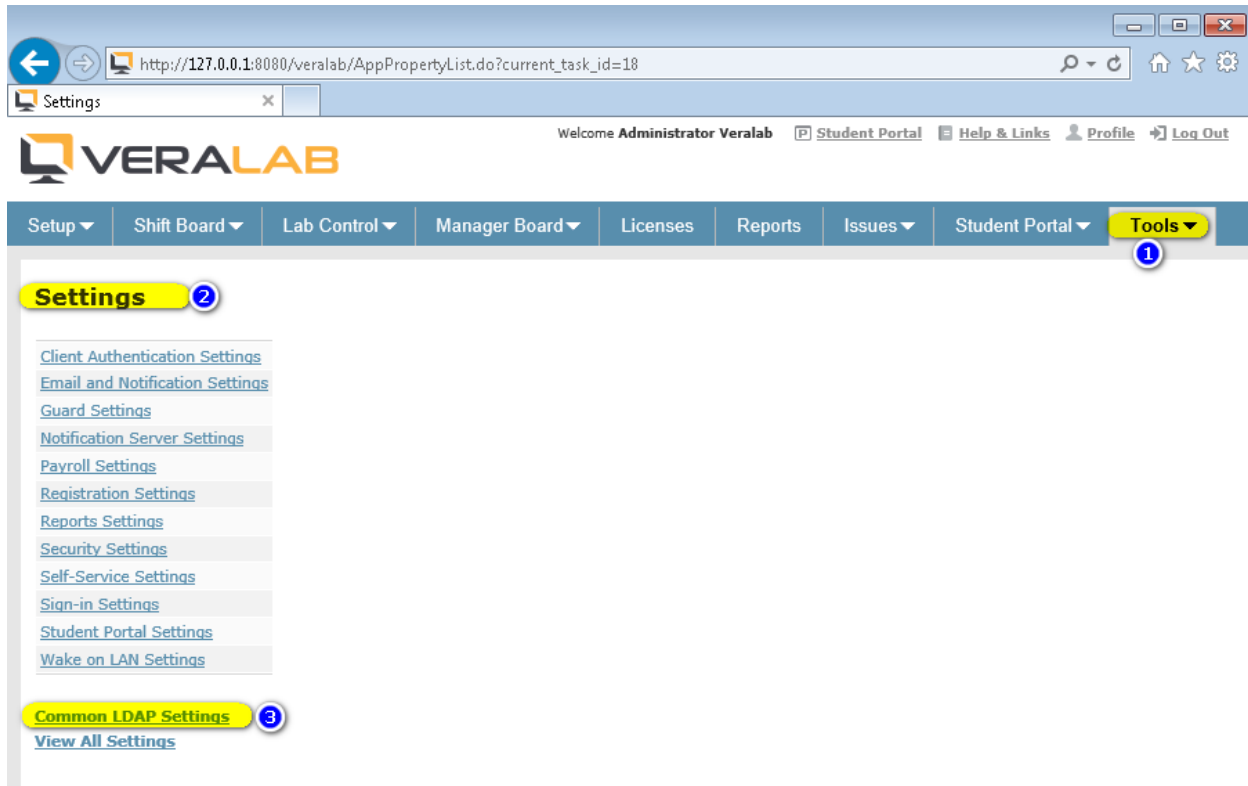 http://127.0.0.1:8080/veralab/AppPropertyList.do?current_task_id=18
Settings
Welcome Administrator Veralab P Student Portal Help & Links Profile Log Out
VERALAB
Setup Shift Board Lab Control Manager Board Licenses Reports Issues Student Portal Tools
1
Settings 2
Client Authentication Settings
Email and Notification Settings
Guard Settings
Notification Server Settings
Payroll Settings
Registration Settings
Reports Settings
Security Settings
Self-Service Settings
Sign-in Settings
Student Portal Settings
Wake on LAN Settings
Common LDAP Settings 3
View All Settings